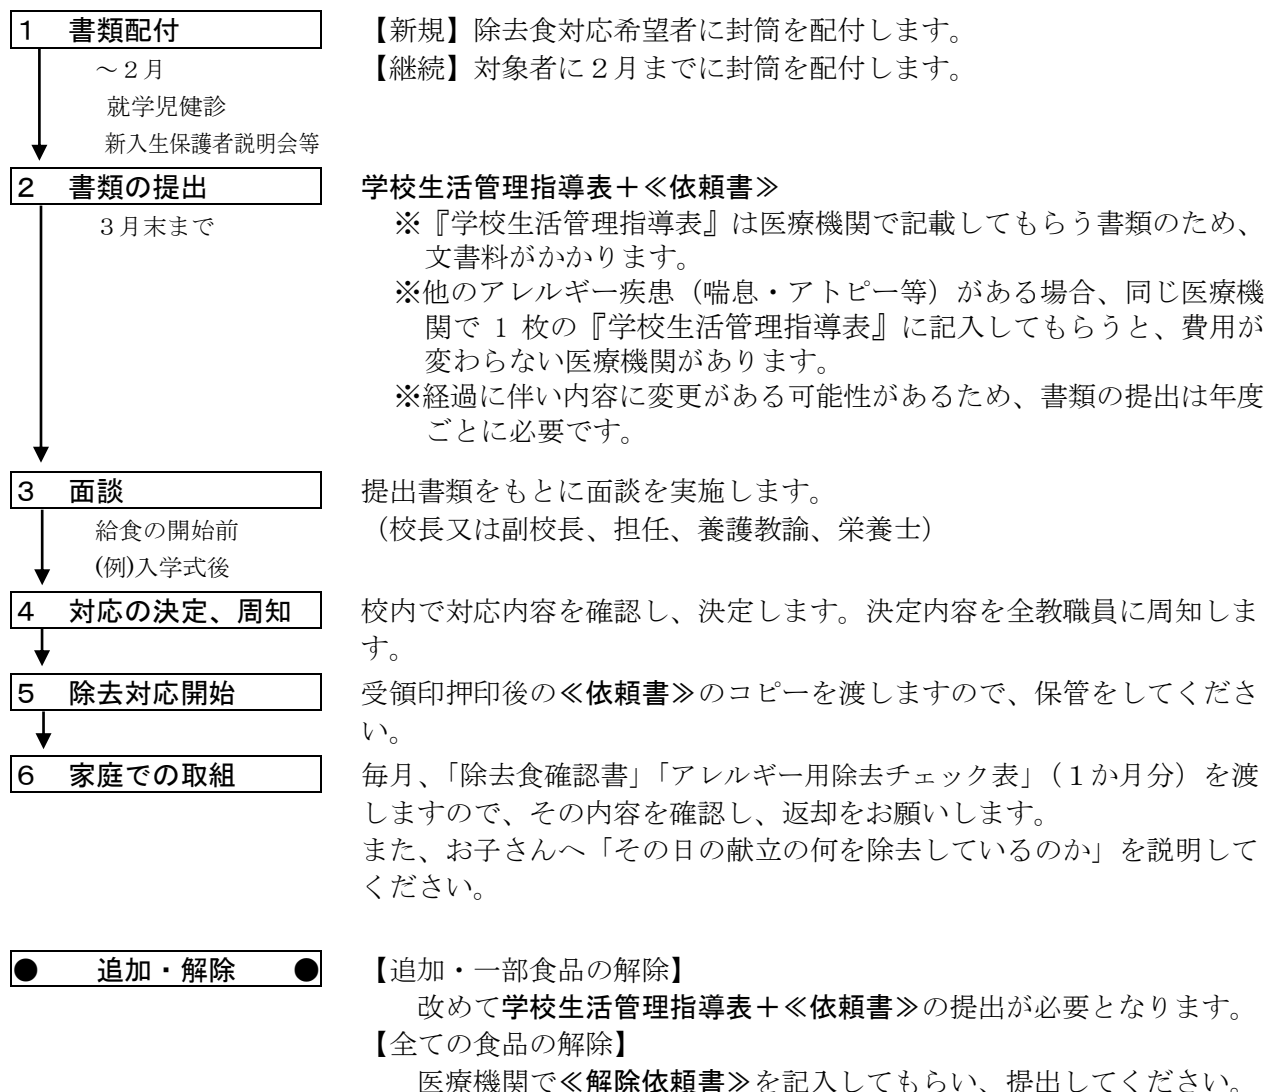 1　書類配付　【新規】除去食対応希望者に封筒を配付します。
～２月　【継続】対象者に２月までに封筒を配付します。
就学児健診
新入生保護者説明会等
2　書類の提出　学校生活管理指導表＋≪依頼書≫
３月末まで　※『学校生活管理指導表』は医療機関で記載してもらう書類のため、
文書料がかかります。
※他のアレルギー疾患（喘息・アトピー等）がある場合、同じ医療機
関で 1 枚の『学校生活管理指導表』に記入してもらうと、費用が
変わらない医療機関があります。
※経過に伴い内容に変更がある可能性があるため、書類の提出は年度
ごとに必要です。
3　面談　提出書類をもとに面談を実施します。
給食の開始前　（校長又は副校長、担任、養護教諭、栄養士）
(例)入学式後
4　対応の決定、周知　校内で対応内容を確認し、決定します。決定内容を全教職員に周知しま
す。
5　除去対応開始　受領印押印後の≪依頼書≫のコピーを渡しますので、保管をしてくださ
い。
6　家庭での取組　毎月、「除去食確認書」「アレルギー用除去チェック表」（１か月分）を渡
しますので、その内容を確認し、返却をお願いします。
また、お子さんへ「その日の献立の何を除去しているのか」を説明して
ください。
●　追加・解除　●　【追加・一部食品の解除】
改めて学校生活管理指導表＋≪依頼書≫の提出が必要となります。
【全ての食品の解除】
医療機関で≪解除依頼書≫を記入してもらい、提出してください。